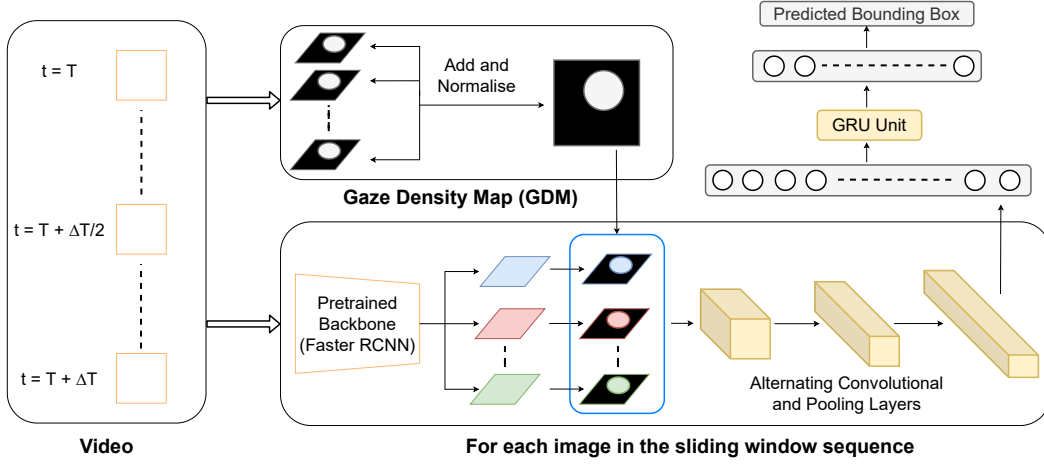 t = T
t = T + ΔT/2
t = T + ΔT
Video
Add and
Normalise
Gaze Density Map (GDM)
Predicted Bounding Box
GRU Unit
Pretrained
Backbone
(Faster RCNN)
Alternating Convolutional
and Pooling Layers
For each image in the sliding window sequence